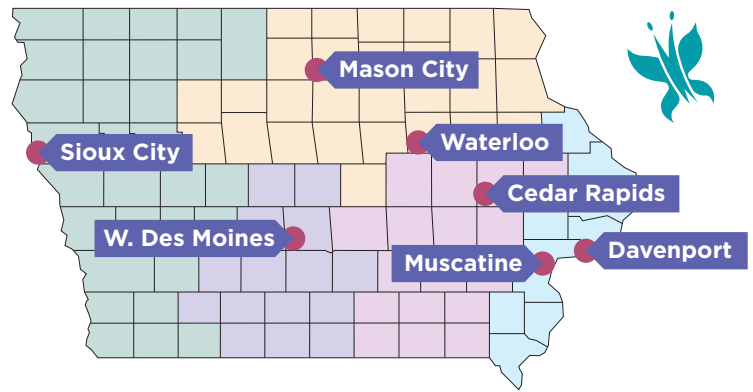 Mason City
Waterloo
Sioux City
Cedar Rapids
W. Des Moines
Davenport
Muscatine